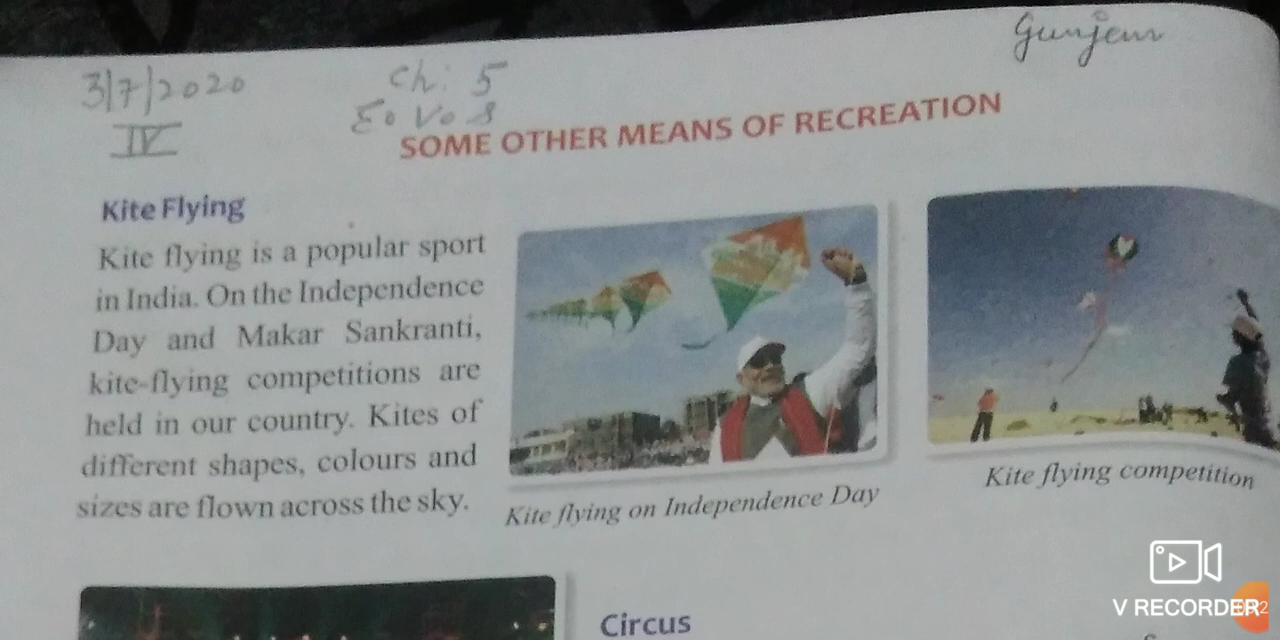 Gunjeur
3/7/2020
Ch: 5
IV
E. V. S
SOME OTHER MEANS OF RECREATION
Kite Flying
Kite flying is a popular sport
in India. On the Independence
Day and Makar Sankranti,
kite-flying competitions are
held in our country. Kites of
different shapes, colours and
sizes are flown across the sky.
Kite flying on Independence Day
Kite flying competition
Circus
V RECORDER